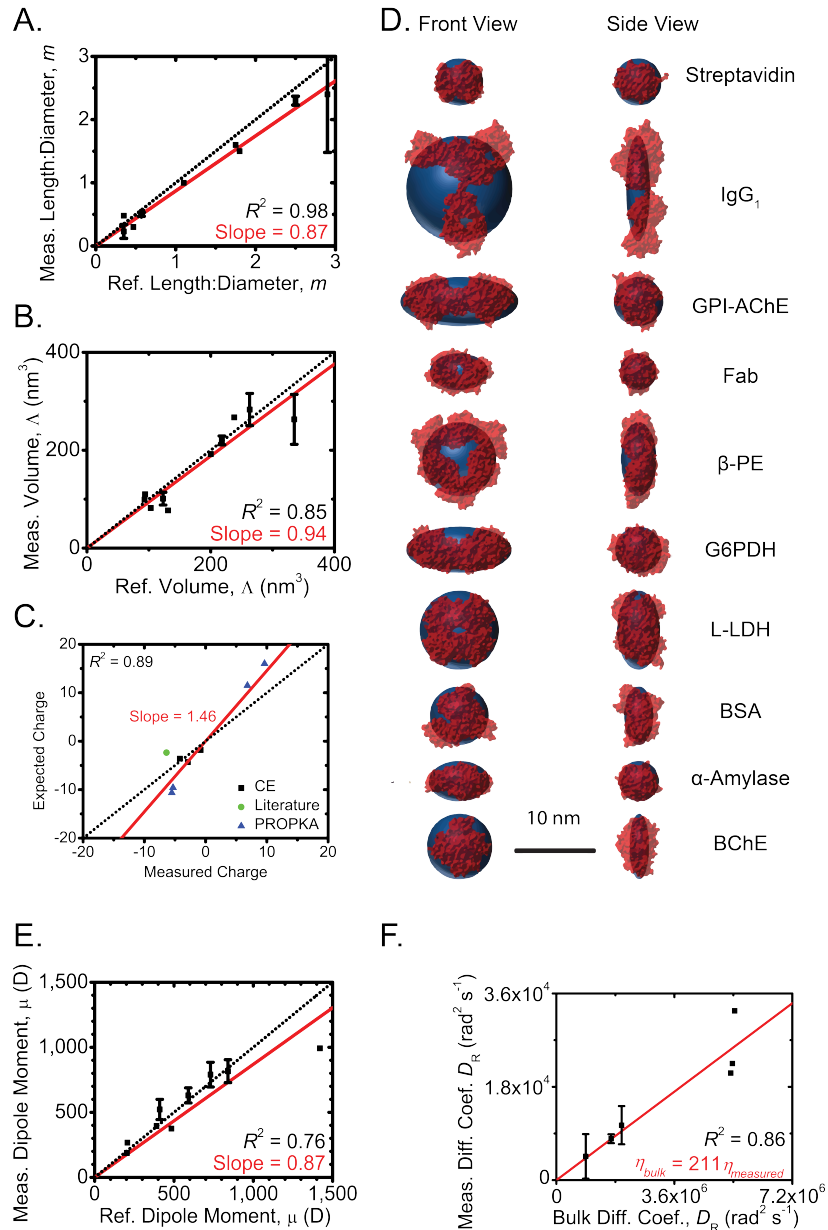 A.
Meas. Length:Diameter, m
3
2
1
0
0 1 2 3
R² = 0.98
Slope = 0.87
Ref. Length:Diameter, m
B.
Meas. Volume, Λ (nm³)
400
200
0
0 200 400
R² = 0.85
Slope = 0.94
Ref. Volume, Λ (nm³)
C.
Expected Charge
20
10
0
-10
-20
-20 -10 0 10 20
R² = 0.89
Slope = 1.46
CE
Literature
PROPKA
Measured Charge
D.
Front View Side View
Streptavidin
IgG₁
GPI-AChE
Fab
β-PE
G6PDH
L-LDH
BSA
α-Amylase
10 nm
BChE
E.
Meas. Dipole Moment, μ (D)
1,500
1,000
500
0
0 500 1,000 1,500
R² = 0.76
Slope = 0.87
Ref. Dipole Moment, μ (D)
F.
Meas. Diff. Coef. D_R (rad² s⁻¹)
3.6x10⁴
1.8x10⁴
0
0 3.6x10⁶ 7.2x10⁶
R² = 0.86
η_bulk = 211 η_measured
Bulk Diff. Coef., D_R (rad² s⁻¹)